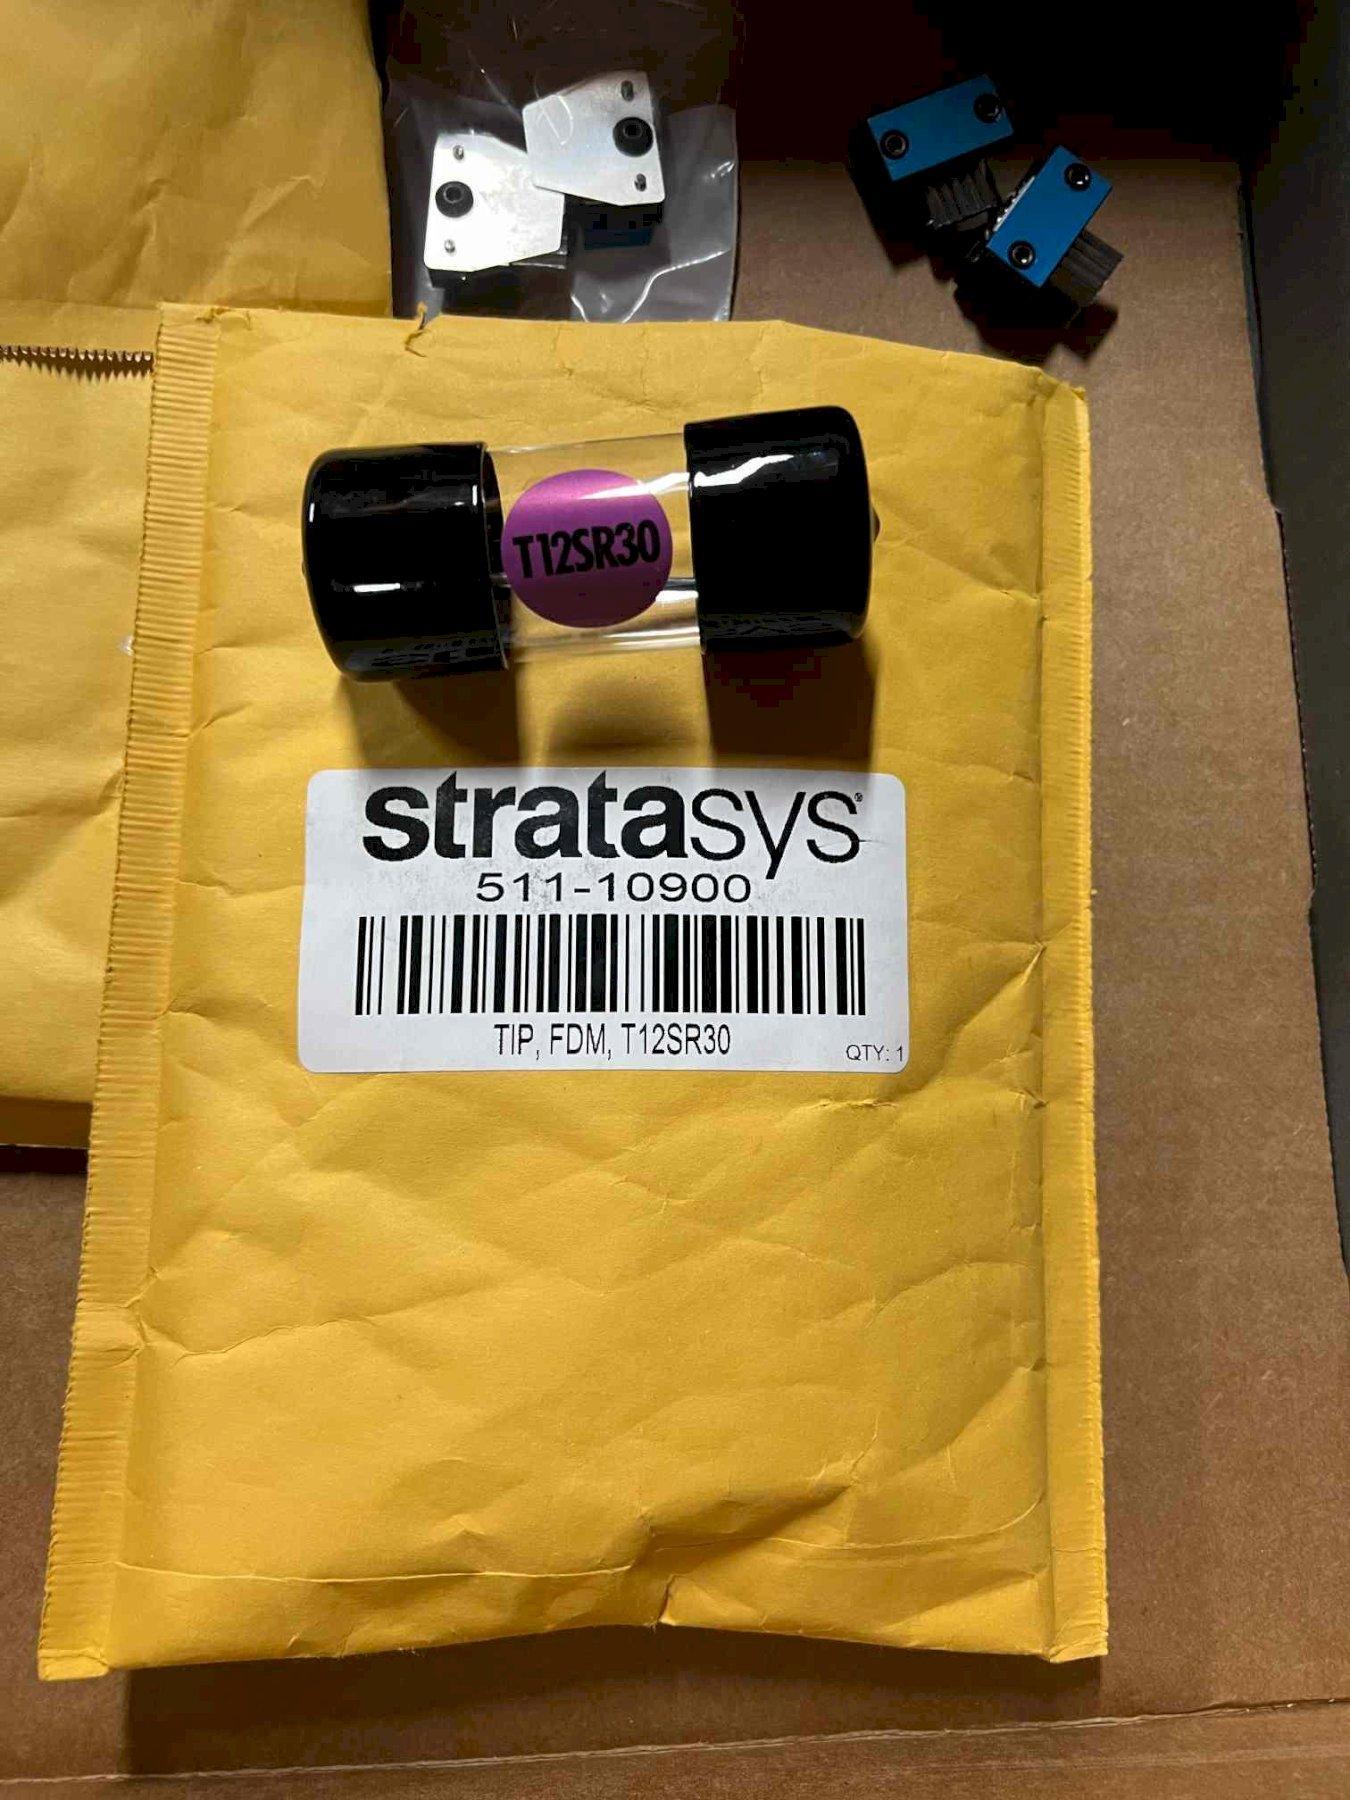 T12SR30
stratasys®
511-10900
TIP, FDM, T12SR30
QTY: 1